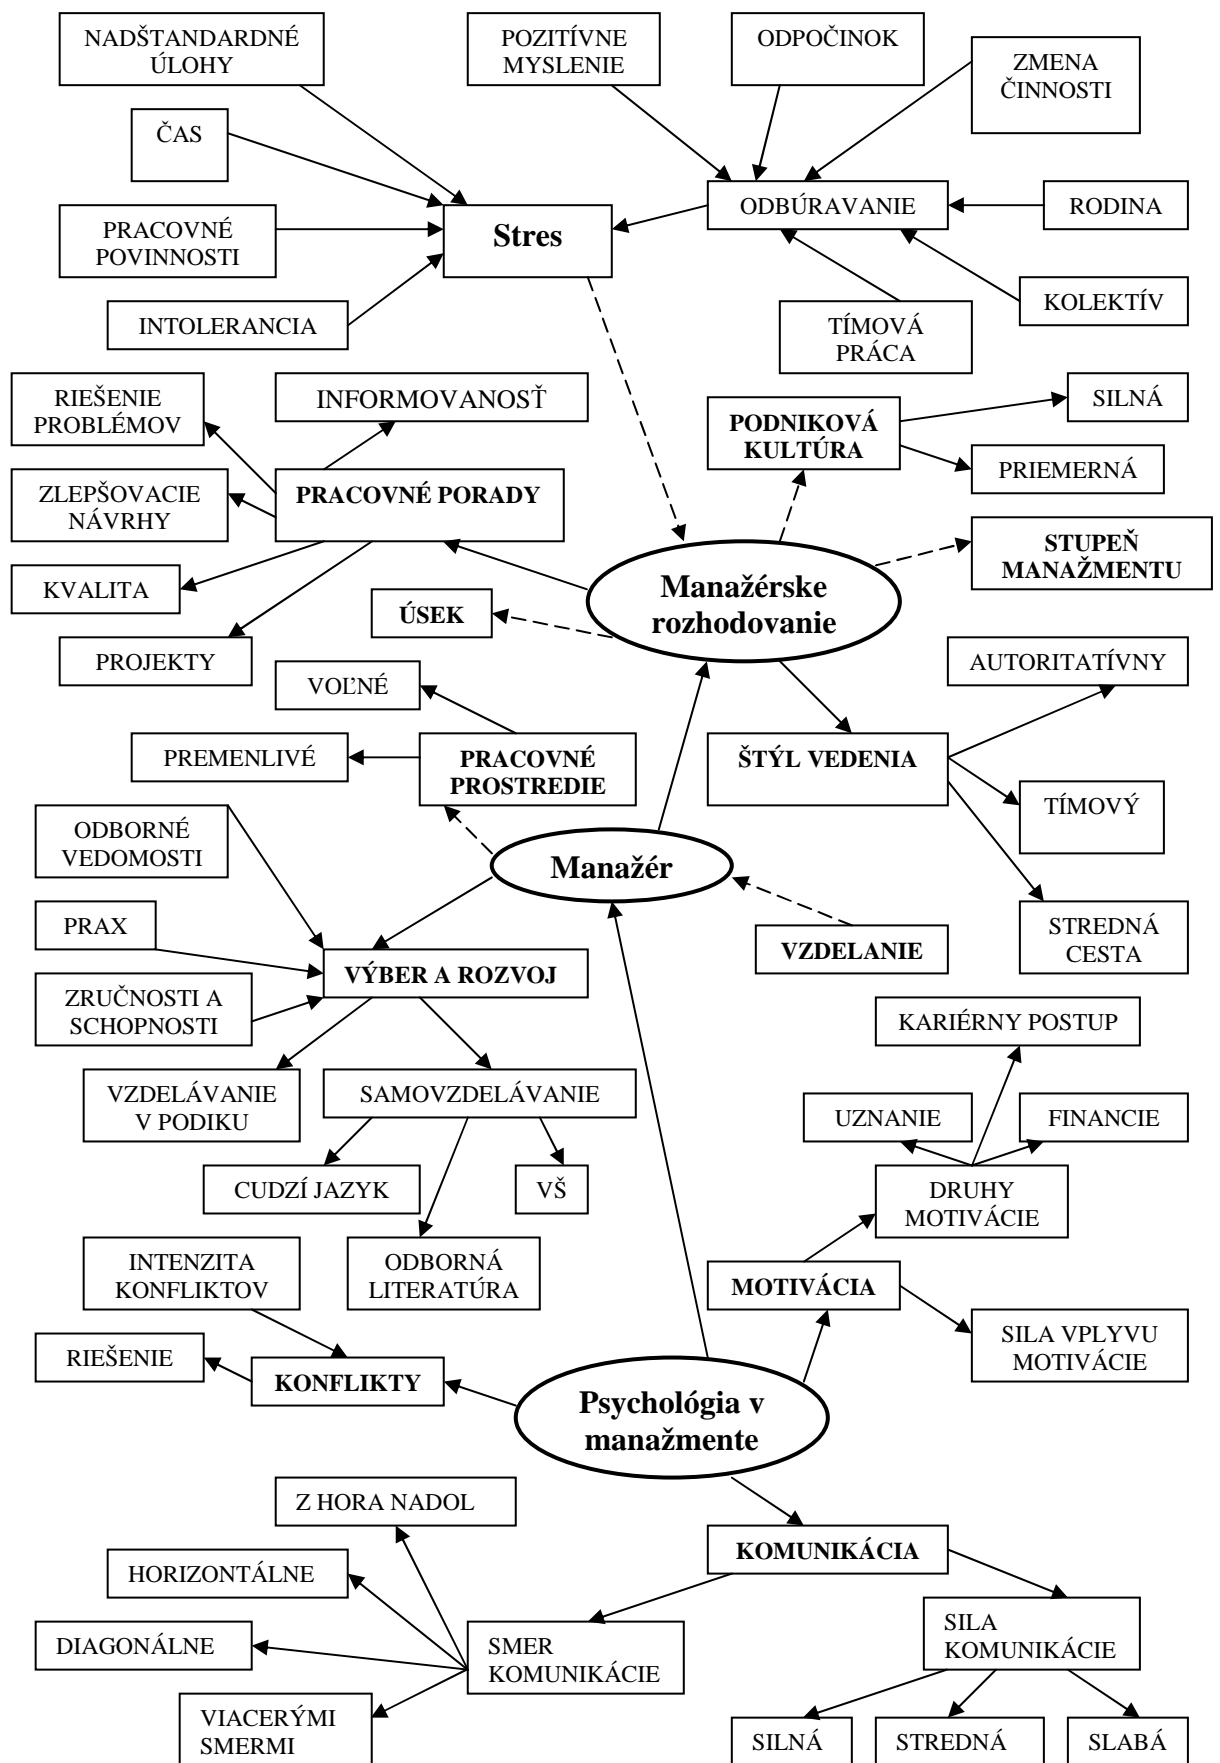 NADŠTANDARDNÉ
ÚLOHY
POZITÍVNE
MYSLENIE
ODPOČINOK
ZMENA
ČINNOSTI
ČAS
PRACOVNÉ
POVINNOSTI
Stres
ODBÚRAVANIE
RODINA
INTOLERANCIA
TÍMOVÁ
PRÁCA
KOLEKTÍV
RIEŠENIE
PROBLÉMOV
INFORMOVANOSŤ
PODNIKOVÁ
KULTÚRA
SILNÁ
PRIEMERNÁ
ZLEPŠOVACIE
NÁVRHY
PRACOVNÉ PORADY
STUPEŇ
MANAŽMENTU
KVALITA
ÚSEK
Manažérske
rozhodovanie
PROJEKTY
VOĽNÉ
AUTORITATÍVNY
PREMENLIVÉ
PRACOVNÉ
PROSTREDIE
ŠTÝL VEDENIA
TÍMOVÝ
ODBORNÉ
VEDOMOSTI
Manažér
PRAX
VÝBER A ROZVOJ
VZDELANIE
STREDNÁ
CESTA
ZRUČNOSTI A
SCHOPNOSTI
KARIÉRNY POSTUP
VZDELÁVANIE
V PODIKU
SAMOVZDELÁVANIE
UZNANIE
FINANCIE
CUDZÍ JAZYK
VŠ
DRUHY
MOTIVÁCIE
INTENZITA
KONFLIKTOV
ODBORNÁ
LITERATÚRA
MOTIVÁCIA
RIEŠENIE
KONFLIKTY
SILA VPLYVU
MOTIVÁCIE
Psychológia v
manažmente
Z HORA NADOL
KOMUNIKÁCIA
HORIZONTÁLNE
DIAGONÁLNE
SMER
KOMUNIKÁCIE
SILA
KOMUNIKÁCIE
VIACERÝMI
SMERMI
SILNÁ
STREDNÁ
SLABÁ